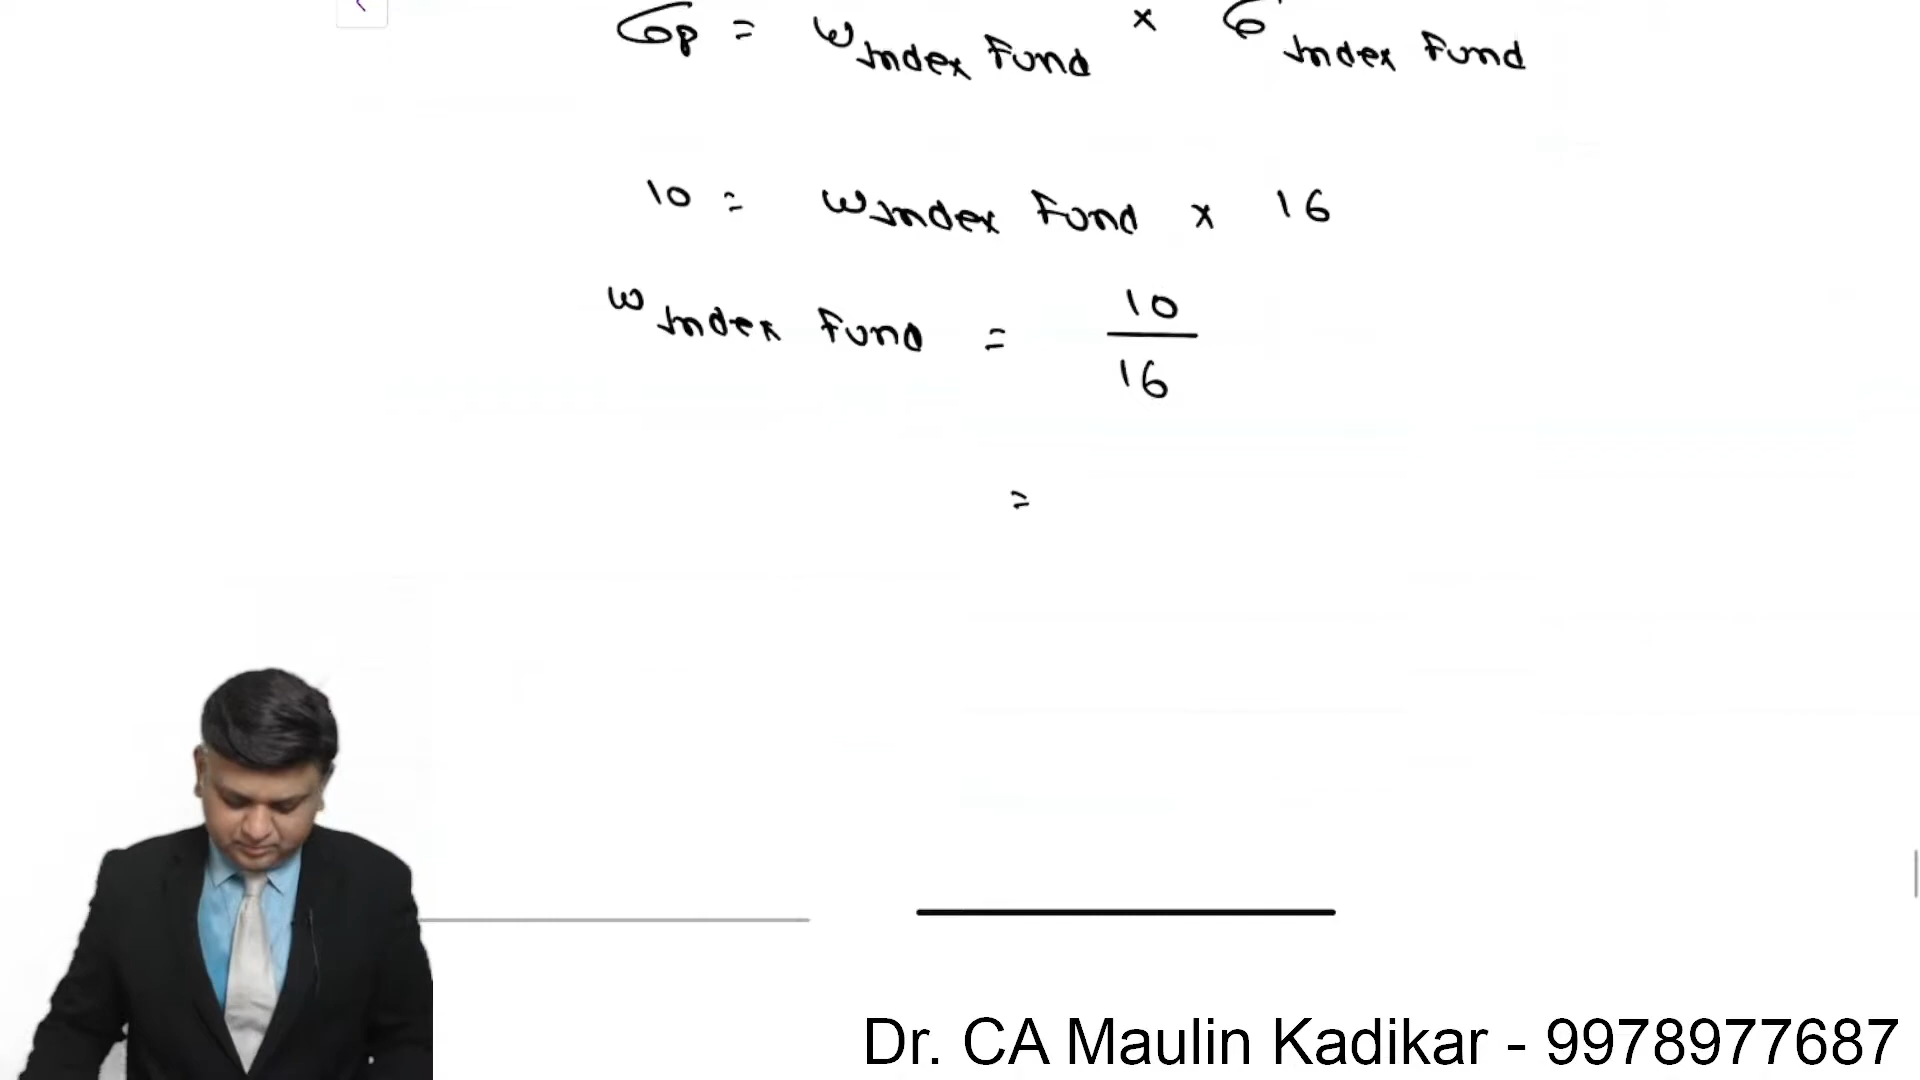 σp = w Index Fund × σ Index Fund
10 = w Index Fund × 16
w Index Fund = 10
16
=
Dr. CA Maulin Kadikar - 9978977687